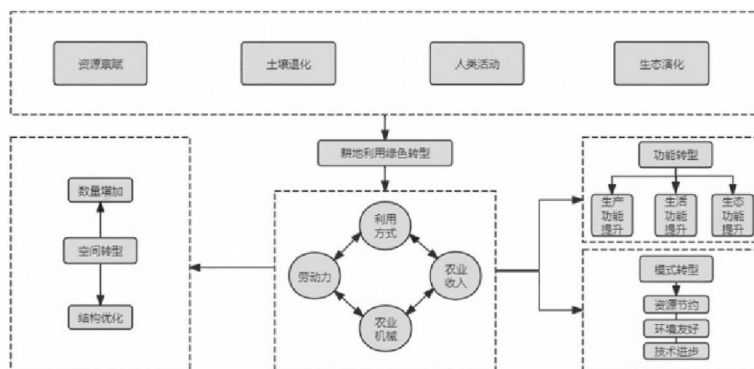 资源禀赋
土壤退化
人类活动
生态演化
耕地利用绿色转型
数量增加
空间转型
结构优化
利用
方式
劳动力
农业
收入
农业
机械
功能转型
生产
功能
提升
生活
功能
提升
生态
功能
提升
模式转型
资源节约
环境友好
技术进步